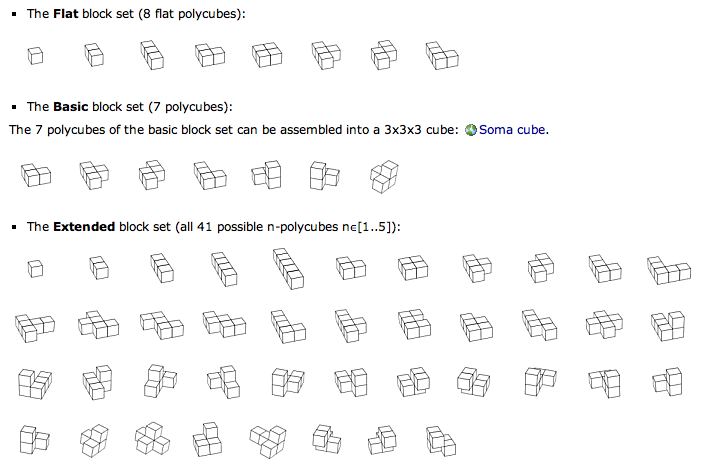 ▪ The Flat block set (8 flat polycubes):
▪ The Basic block set (7 polycubes):
The 7 polycubes of the basic block set can be assembled into a 3x3x3 cube: Soma cube.
▪ The Extended block set (all 41 possible n-polycubes n∈[1..5]):